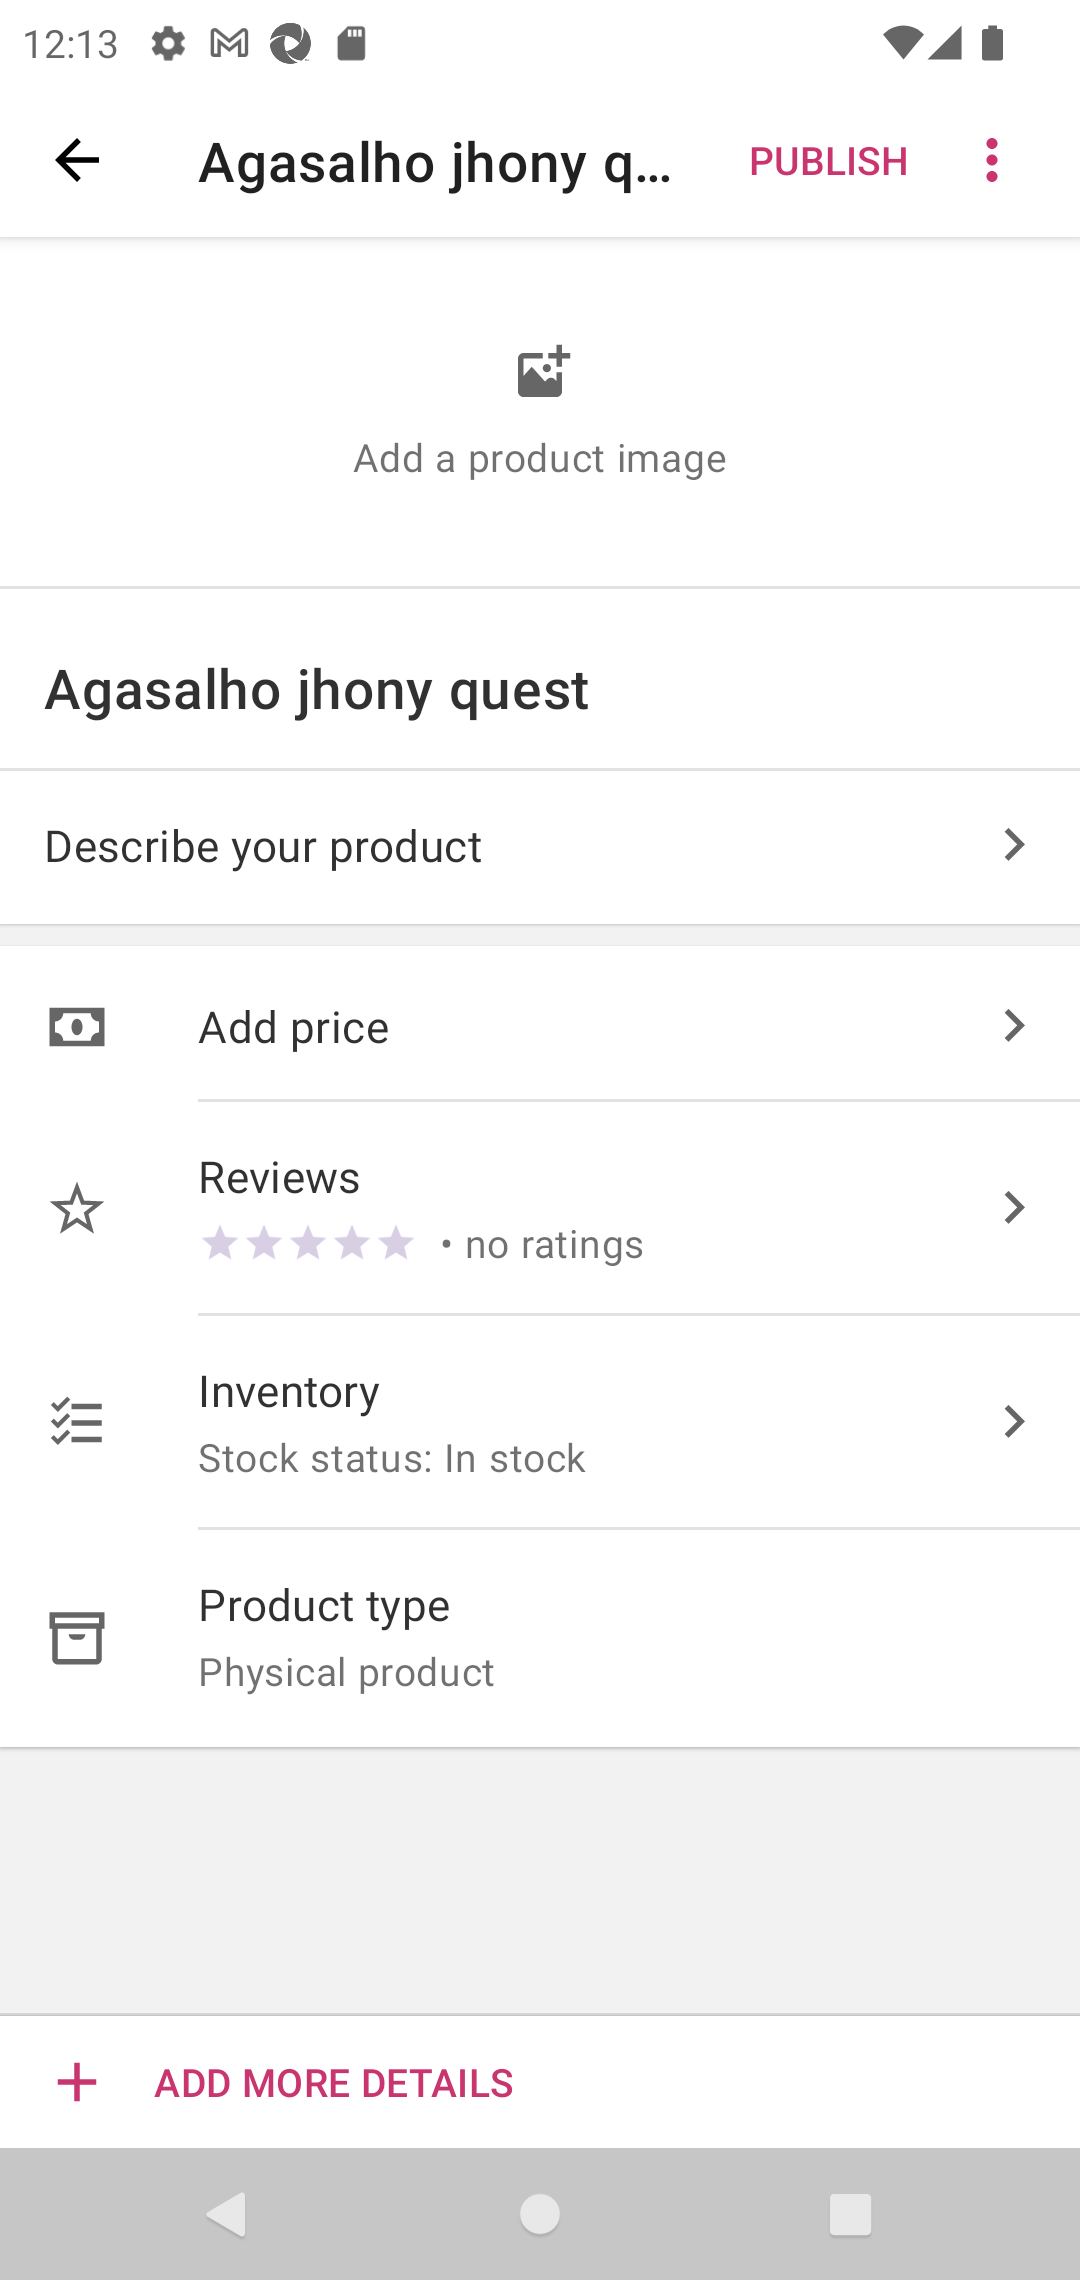 12:13
Agasalho jhony q...
PUBLISH
Add a product image
Agasalho jhony quest
Describe your product
Add price
Reviews
• no ratings
Inventory
Stock status: In stock
Product type
Physical product
ADD MORE DETAILS